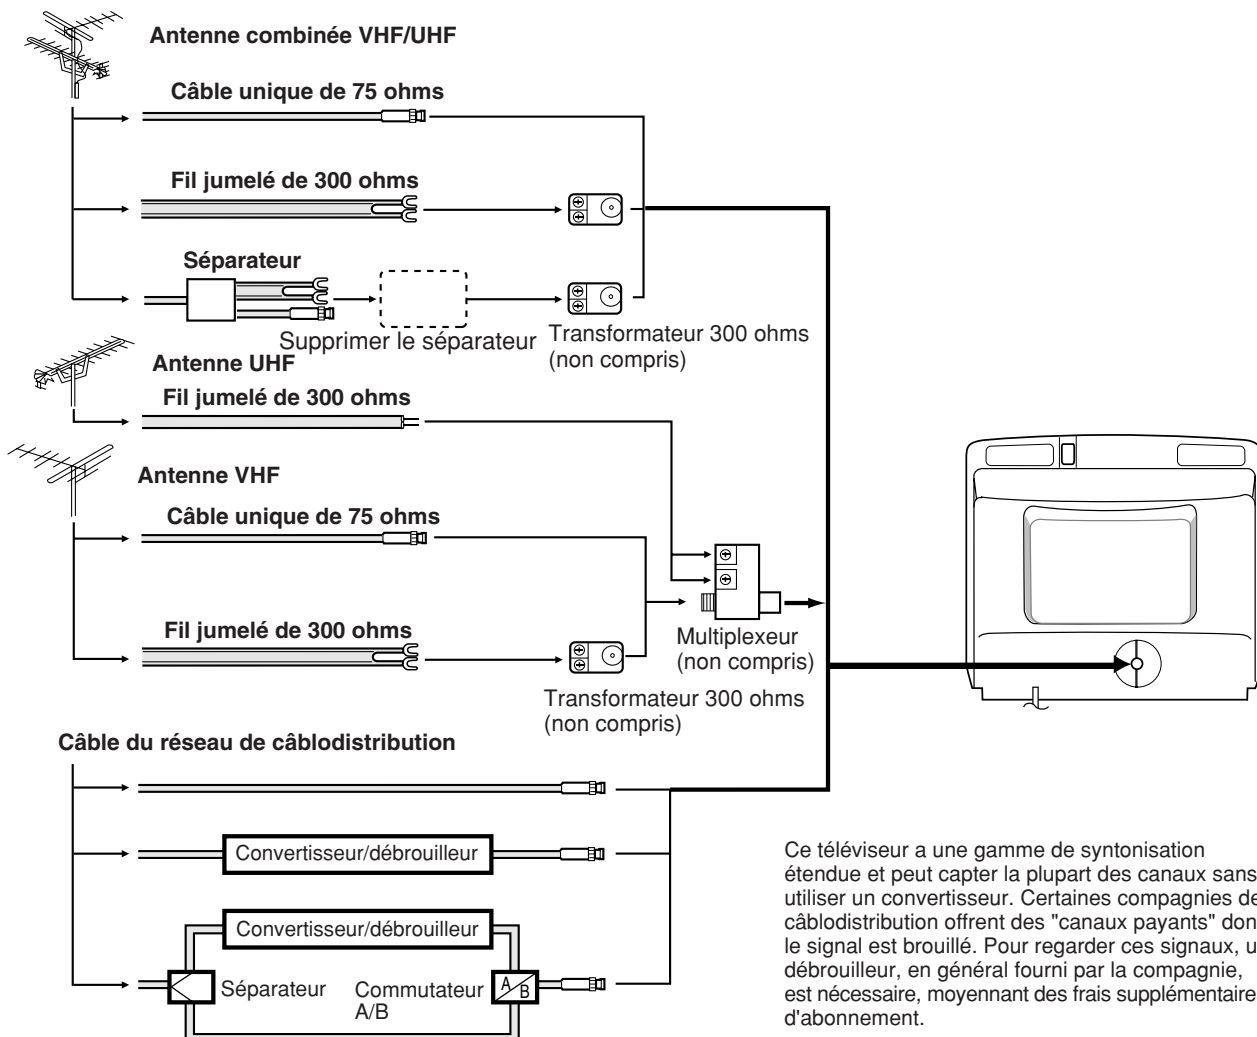 Antenne combinée VHF/UHF
Câble unique de 75 ohms
Fil jumelé de 300 ohms
Séparateur
Supprimer le séparateur
Transformateur 300 ohms
(non compris)
Antenne UHF
Fil jumelé de 300 ohms
Antenne VHF
Câble unique de 75 ohms
Fil jumelé de 300 ohms
Multiplexeur
(non compris)
Transformateur 300 ohms
(non compris)
Câble du réseau de câblodistribution
Convertisseur/débrouilleur
Convertisseur/débrouilleur
Séparateur
Commutateur
A/B
A/B
Ce téléviseur a une gamme de syntonisation
étendue et peut capter la plupart des canaux sans
utiliser un convertisseur. Certaines compagnies de
câblodistribution offrent des "canaux payants" don
le signal est brouillé. Pour regarder ces signaux, u
débrouilleur, en général fourni par la compagnie,
est nécessaire, moyennant des frais supplémentaire
d'abonnement.